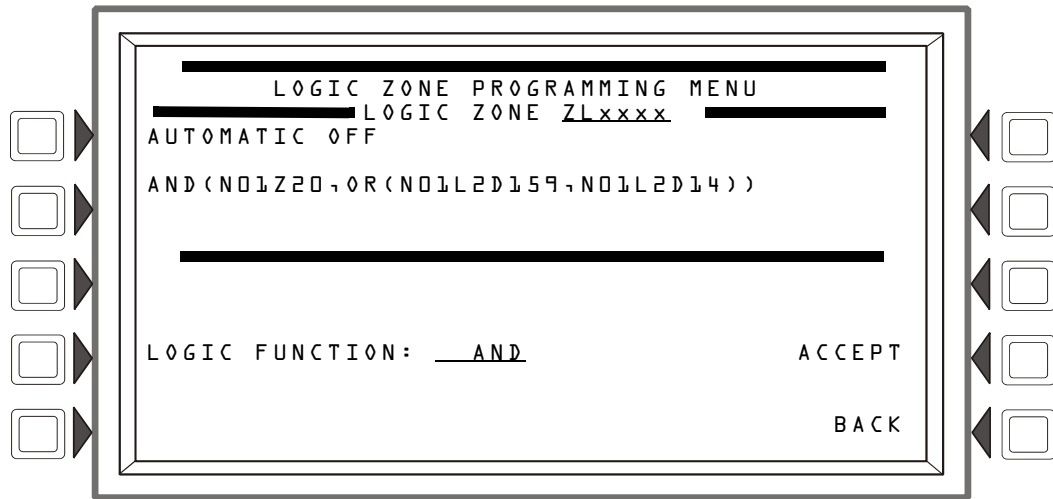 LOGIC ZONE PROGRAMMING MENU
LOGIC ZONE ZLxxxx
AUTOMATIC OFF
AND(N01Z20,OR(N01L2D159,N01L2D14))
LOGIC FUNCTION: AND ACCEPT
BACK